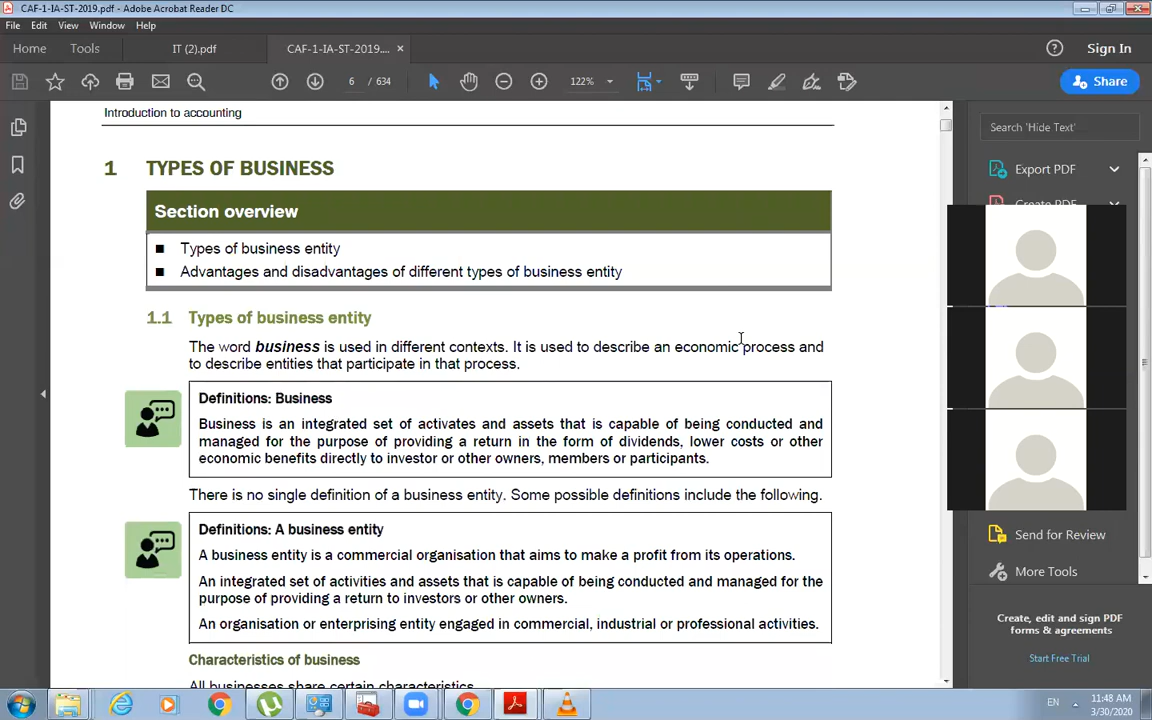 CAF-1-IA-ST-2019.pdf - Adobe Acrobat Reader DC
File Edit View Window Help
Home Tools IT (2).pdf CAF-1-IA-ST-2019.... × Sign In
6 / 634 122% Share
Introduction to accounting
1 TYPES OF BUSINESS
Section overview
■ Types of business entity
■ Advantages and disadvantages of different types of business entity
1.1 Types of business entity
The word business is used in different contexts. It is used to describe an economic process and
to describe entities that participate in that process.
Definitions: Business
Business is an integrated set of activates and assets that is capable of being conducted and
managed for the purpose of providing a return in the form of dividends, lower costs or other
economic benefits directly to investor or other owners, members or participants.
There is no single definition of a business entity. Some possible definitions include the following.
Definitions: A business entity
A business entity is a commercial organisation that aims to make a profit from its operations.
An integrated set of activities and assets that is capable of being conducted and managed for the
purpose of providing a return to investors or other owners.
An organisation or enterprising entity engaged in commercial, industrial or professional activities.
Characteristics of business
All businesses share certain characteristics
Search 'Hide Text'
Export PDF
Create PDF
Send for Review
More Tools
Create, edit and sign PDF
forms & agreements
Start Free Trial
EN
11:48 AM
3/30/2020